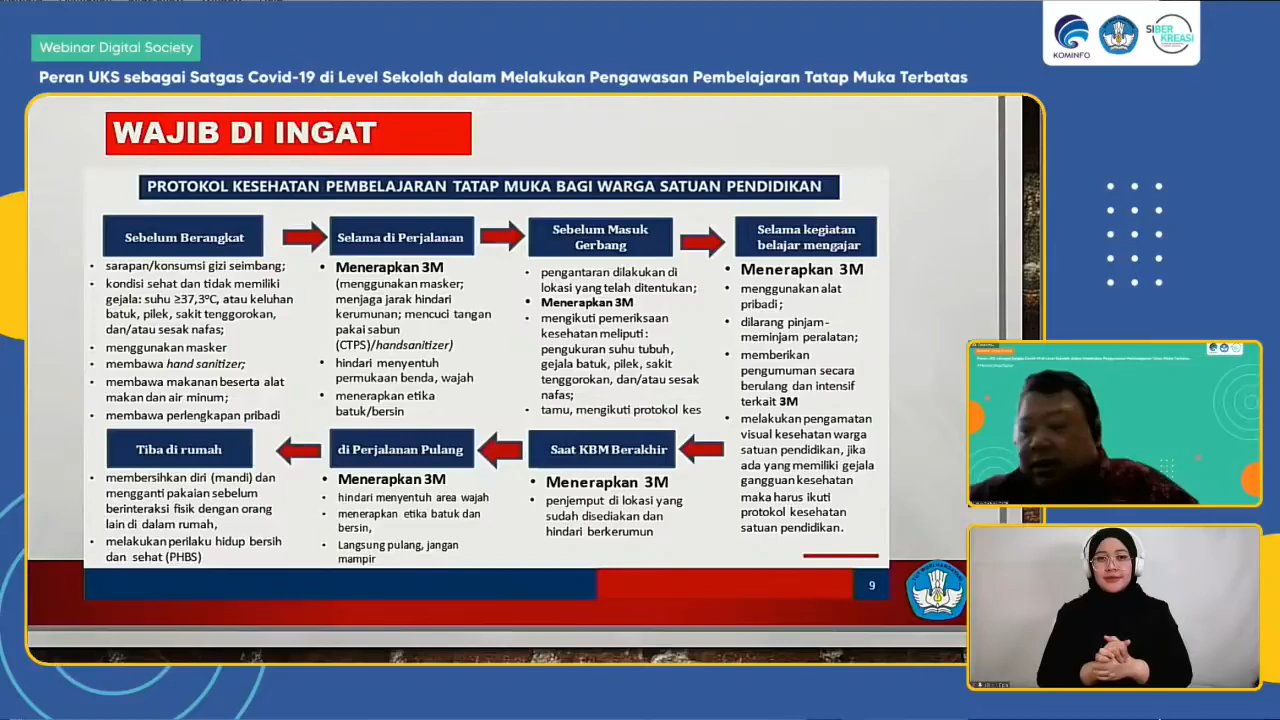 Webinar Digital Society
Peran UKS sebagai Satgas Covid-19 di Level Sekolah dalam Melakukan Pengawasan Pembelajaran Tatap Muka Terbatas
KOMINFO
SIBER
KREASI
WAJIB DI INGAT
PROTOKOL KESEHATAN PEMBELAJARAN TATAP MUKA BAGI WARGA SATUAN PENDIDIKAN
Sebelum Berangkat
• sarapan/konsumsi gizi seimbang;
• kondisi sehat dan tidak memiliki
gejala: suhu ≥37,3°C, atau keluhan
batuk, pilek, sakit tenggorokan,
dan/atau sesak nafas;
• menggunakan masker
• membawa hand sanitizer;
• membawa makanan beserta alat
makan dan air minum;
• membawa perlengkapan pribadi
Selama di Perjalanan
• Menerapkan 3M
(menggunakan masker;
menjaga jarak hindari
kerumunan; mencuci tangan
pakai sabun
(CTPS)/handsanitizer)
• hindari menyentuh
permukaan benda, wajah
• menerapkan etika
batuk/bersin
Sebelum Masuk
Gerbang
• pengantaran dilakukan di
lokasi yang telah ditentukan;
• Menerapkan 3M
• mengikuti pemeriksaan
kesehatan meliputi:
pengukuran suhu tubuh,
gejala batuk, pilek, sakit
tenggorokan, dan/atau sesak
nafas;
• tamu, mengikuti protokol kes
Selama kegiatan
belajar mengajar
• Menerapkan 3M
• menggunakan alat
pribadi;
• dilarang pinjam-
meminjam peralatan;
• memberikan
pengumuman secara
berulang dan intensif
terkait 3M
• melakukan pengamatan
visual kesehatan warga
satuan pendidikan, jika
ada yang memiliki gejala
gangguan kesehatan
maka harus ikuti
protokol kesehatan
satuan pendidikan.
Saat KBM Berakhir
• Menerapkan 3M
• penjemput di lokasi yang
sudah disediakan dan
hindari berkerumun
di Perjalanan Pulang
• Menerapkan 3M
• hindari menyentuh area wajah
• menerapkan etika batuk dan
bersin,
• Langsung pulang, jangan
mampir
Tiba di rumah
• membersihkan diri (mandi) dan
mengganti pakaian sebelum
berinteraksi fisik dengan orang
lain di dalam rumah,
• melakukan perilaku hidup bersih
dan sehat (PHBS)
9